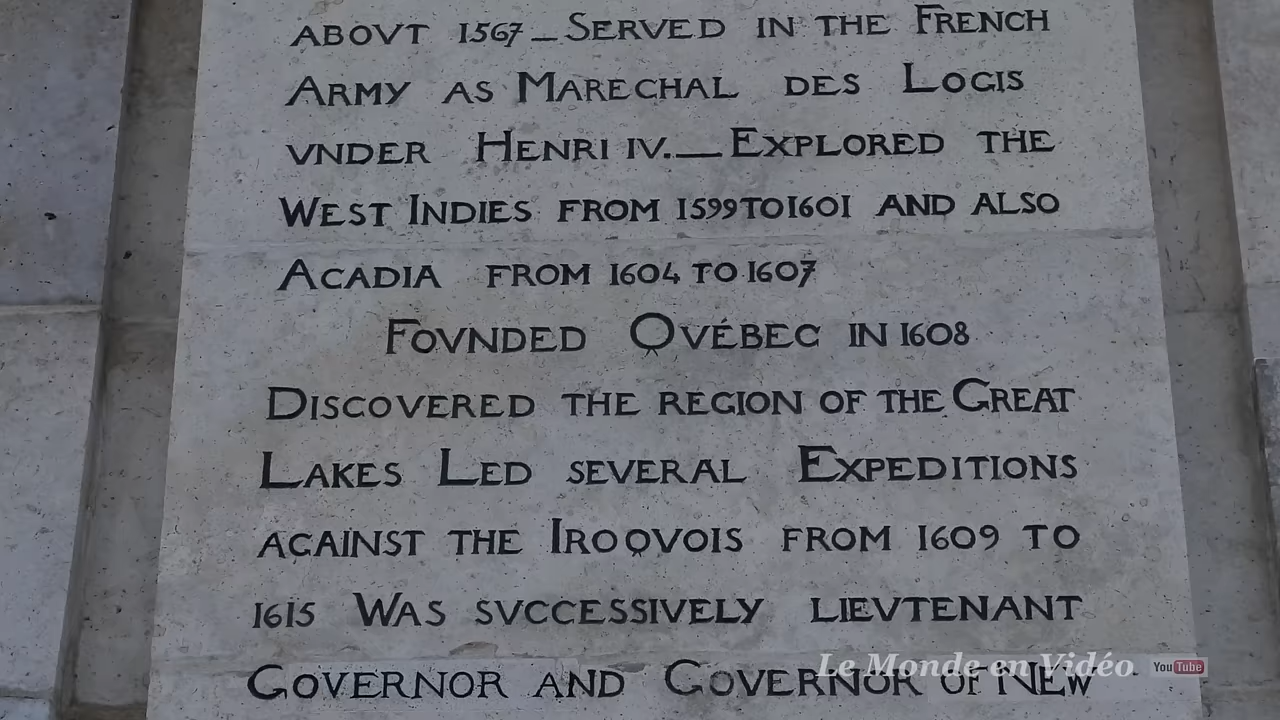 ABOVT 1567 _ SERVED IN THE FRENCH
ARMY AS MARECHAL DES LOGIS
VNDER HENRI IV. _ EXPLORED THE
WEST INDIES FROM 1599 TO 1601 AND ALSO
ACADIA FROM 1604 TO 1607
FOVNDED QVÉBEC IN 1608
DISCOVERED THE REGION OF THE GREAT
LAKES LED SEVERAL EXPEDITIONS
AGAINST THE IROQVOIS FROM 1609 TO
1615 WAS SVCCESSIVELY LIEVTENANT
GOVERNOR AND GOVERNOR OF NEW
Le Monde en Vidéo
YouTube